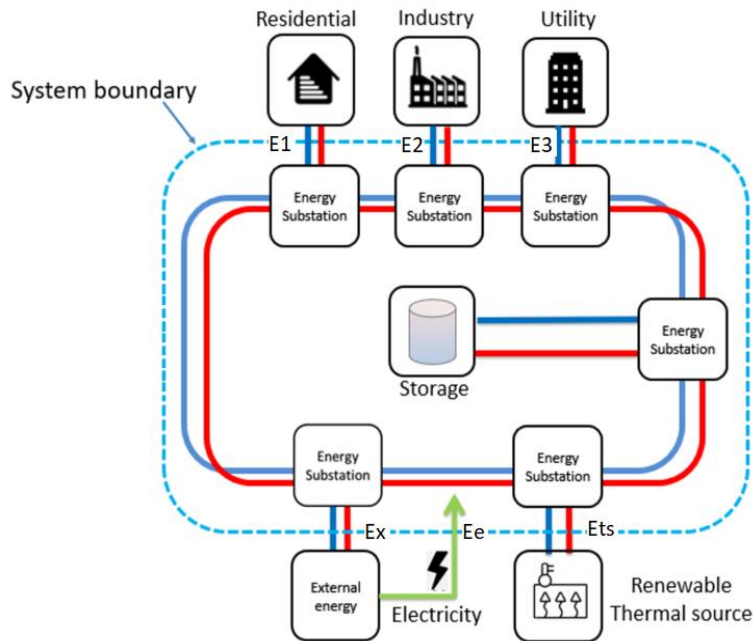 Residential
Industry
Utility
System boundary
E1
E2
E3
Energy
Substation
Energy
Substation
Energy
Substation
Energy
Substation
Storage
Energy
Substation
Energy
Substation
Ex
Ee
Ets
External
energy
Electricity
Renewable
Thermal source